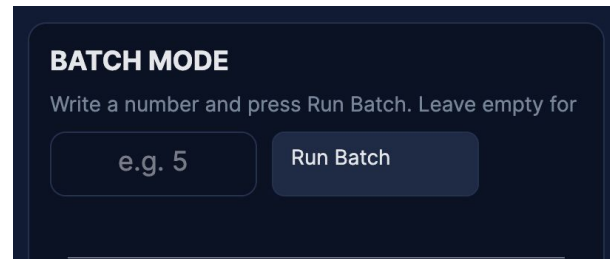 BATCH MODE
Write a number and press Run Batch. Leave empty for
e.g. 5
Run Batch